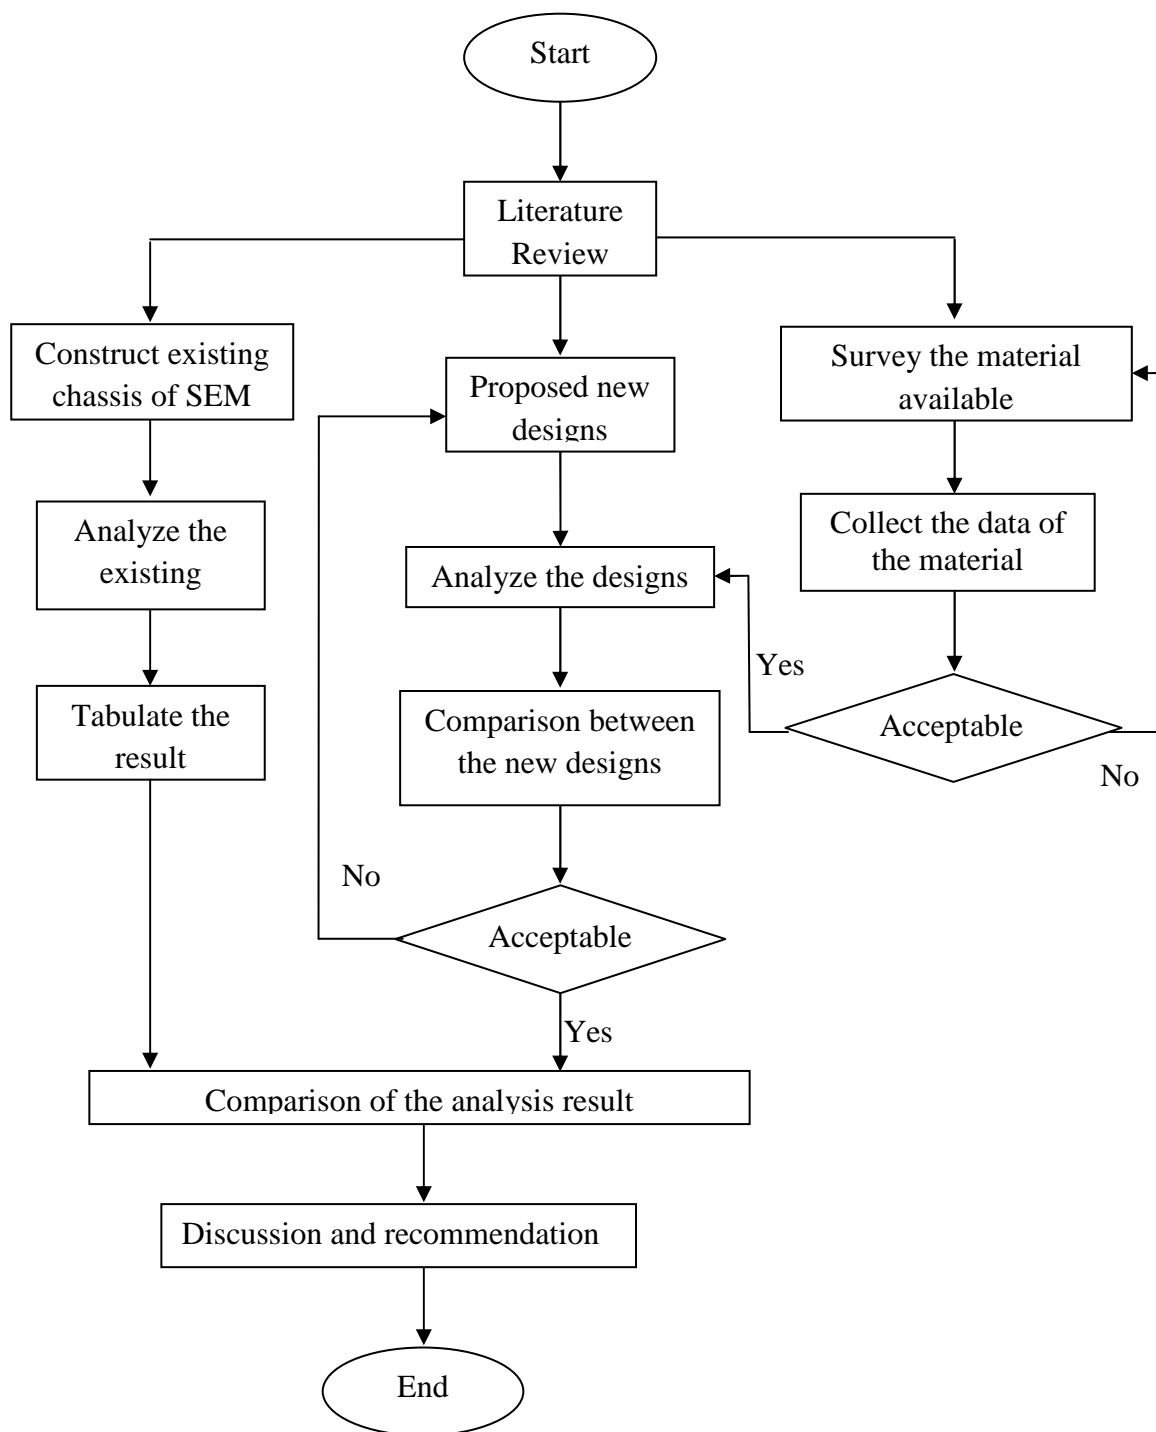 Start
Literature
Review
Construct existing
chassis of SEM
Proposed new
designs
Survey the material
available
Analyze the
existing
Analyze the designs
Collect the data of
the material
Yes
Tabulate the
result
Comparison between
the new designs
Acceptable
No
No
Acceptable
Yes
Comparison of the analysis result
Discussion and recommendation
End